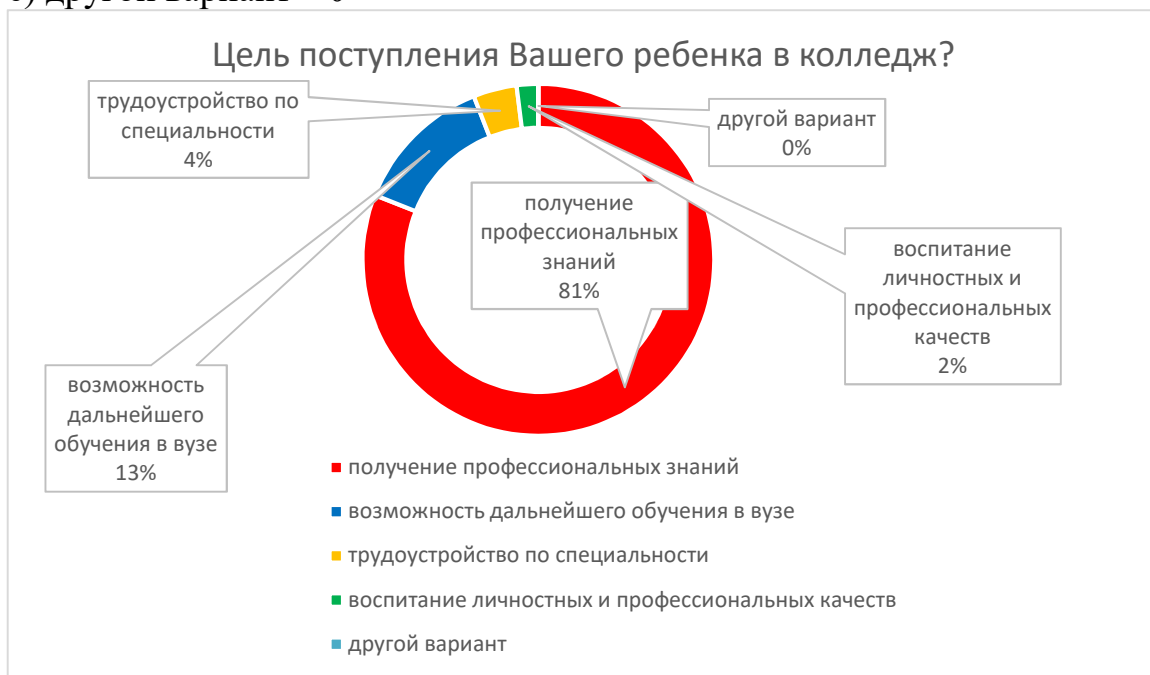 Цель поступления Вашего ребенка в колледж?
трудоустройство по
специальности
4%
другой вариант
0%
получение
профессиональных
знаний
81%
воспитание
личностных и
профессиональных
качеств
2%
возможность
дальнейшего
обучения в вузе
13%
получение профессиональных знаний
возможность дальнейшего обучения в вузе
трудоустройство по специальности
воспитание личностных и профессиональных качеств
другой вариант